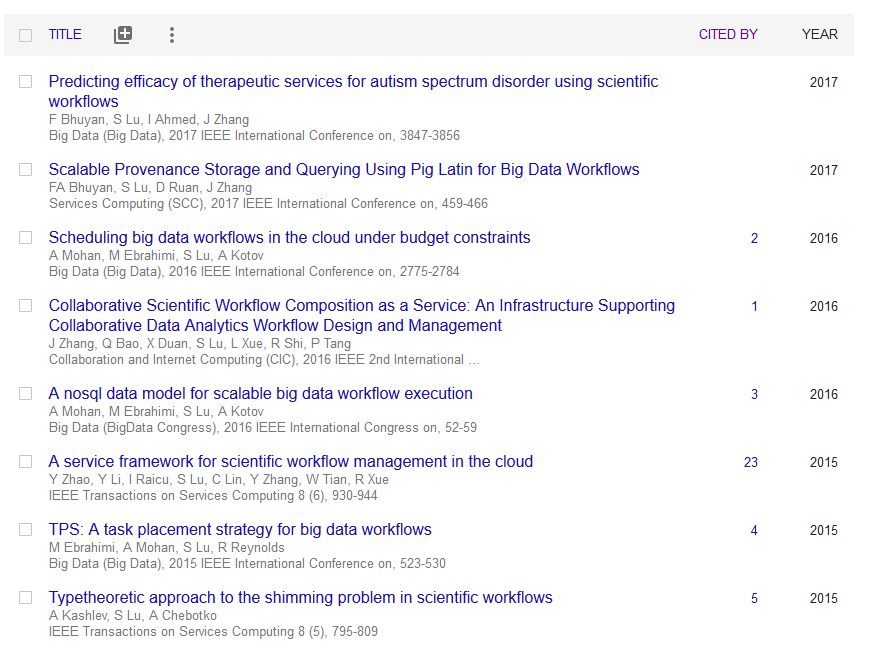 TITLE CITED BY YEAR
Predicting efficacy of therapeutic services for autism spectrum disorder using scientific 2017
workflows
F Bhuyan, S Lu, I Ahmed, J Zhang
Big Data (Big Data), 2017 IEEE International Conference on, 3847-3856
Scalable Provenance Storage and Querying Using Pig Latin for Big Data Workflows 2017
FA Bhuyan, S Lu, D Ruan, J Zhang
Services Computing (SCC), 2017 IEEE International Conference on, 459-466
Scheduling big data workflows in the cloud under budget constraints 2 2016
A Mohan, M Ebrahimi, S Lu, A Kotov
Big Data (Big Data), 2016 IEEE International Conference on, 2775-2784
Collaborative Scientific Workflow Composition as a Service: An Infrastructure Supporting 1 2016
Collaborative Data Analytics Workflow Design and Management
J Zhang, Q Bao, X Duan, S Lu, L Xue, R Shi, P Tang
Collaboration and Internet Computing (CIC), 2016 IEEE 2nd International ...
A nosql data model for scalable big data workflow execution 3 2016
A Mohan, M Ebrahimi, S Lu, A Kotov
Big Data (BigData Congress), 2016 IEEE International Congress on, 52-59
A service framework for scientific workflow management in the cloud 23 2015
Y Zhao, Y Li, I Raicu, S Lu, C Lin, Y Zhang, W Tian, R Xue
IEEE Transactions on Services Computing 8 (6), 930-944
TPS: A task placement strategy for big data workflows 4 2015
M Ebrahimi, A Mohan, S Lu, R Reynolds
Big Data (Big Data), 2015 IEEE International Conference on, 523-530
Typetheoretic approach to the shimming problem in scientific workflows 5 2015
A Kashlev, S Lu, A Chebotko
IEEE Transactions on Services Computing 8 (5), 795-809